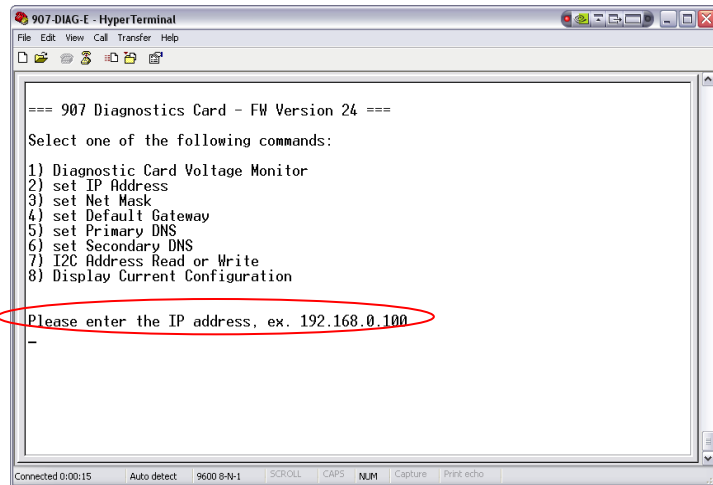 907-DIAG-E - HyperTerminal
File Edit View Call Transfer Help
=== 907 Diagnostics Card - FW Version 24 ===
Select one of the following commands:
1) Diagnostic Card Voltage Monitor
2) set IP Address
3) set Net Mask
4) set Default Gateway
5) set Primary DNS
6) set Secondary DNS
7) I2C Address Read or Write
8) Display Current Configuration
Please enter the IP address, ex. 192.168.0.100
_
Connected 0:00:15 Auto detect 9600 8-N-1 SCROLL CAPS NUM Capture Print echo